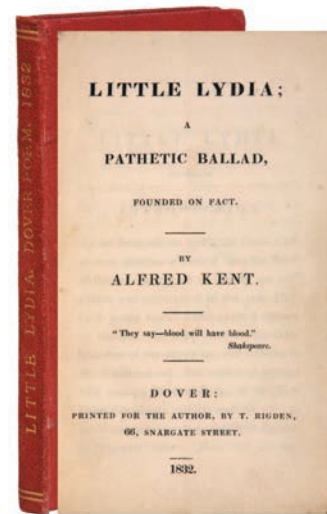 LITTLE LYDIA. DOVER POEM. 1832
LITTLE LYDIA;
A
PATHETIC BALLAD,
FOUNDED ON FACT.
BY
ALFRED KENT.
"They say—blood will have blood."
Shakspeare.
DOVER:
PRINTED FOR THE AUTHOR, BY T. RIGDEN,
66, SNARGATE STREET.
1832.